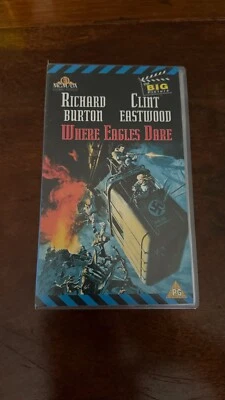 MGM/UA
BIG
RICHARD BURTON
CLINT EASTWOOD
WHERE EAGLES DARE
PG